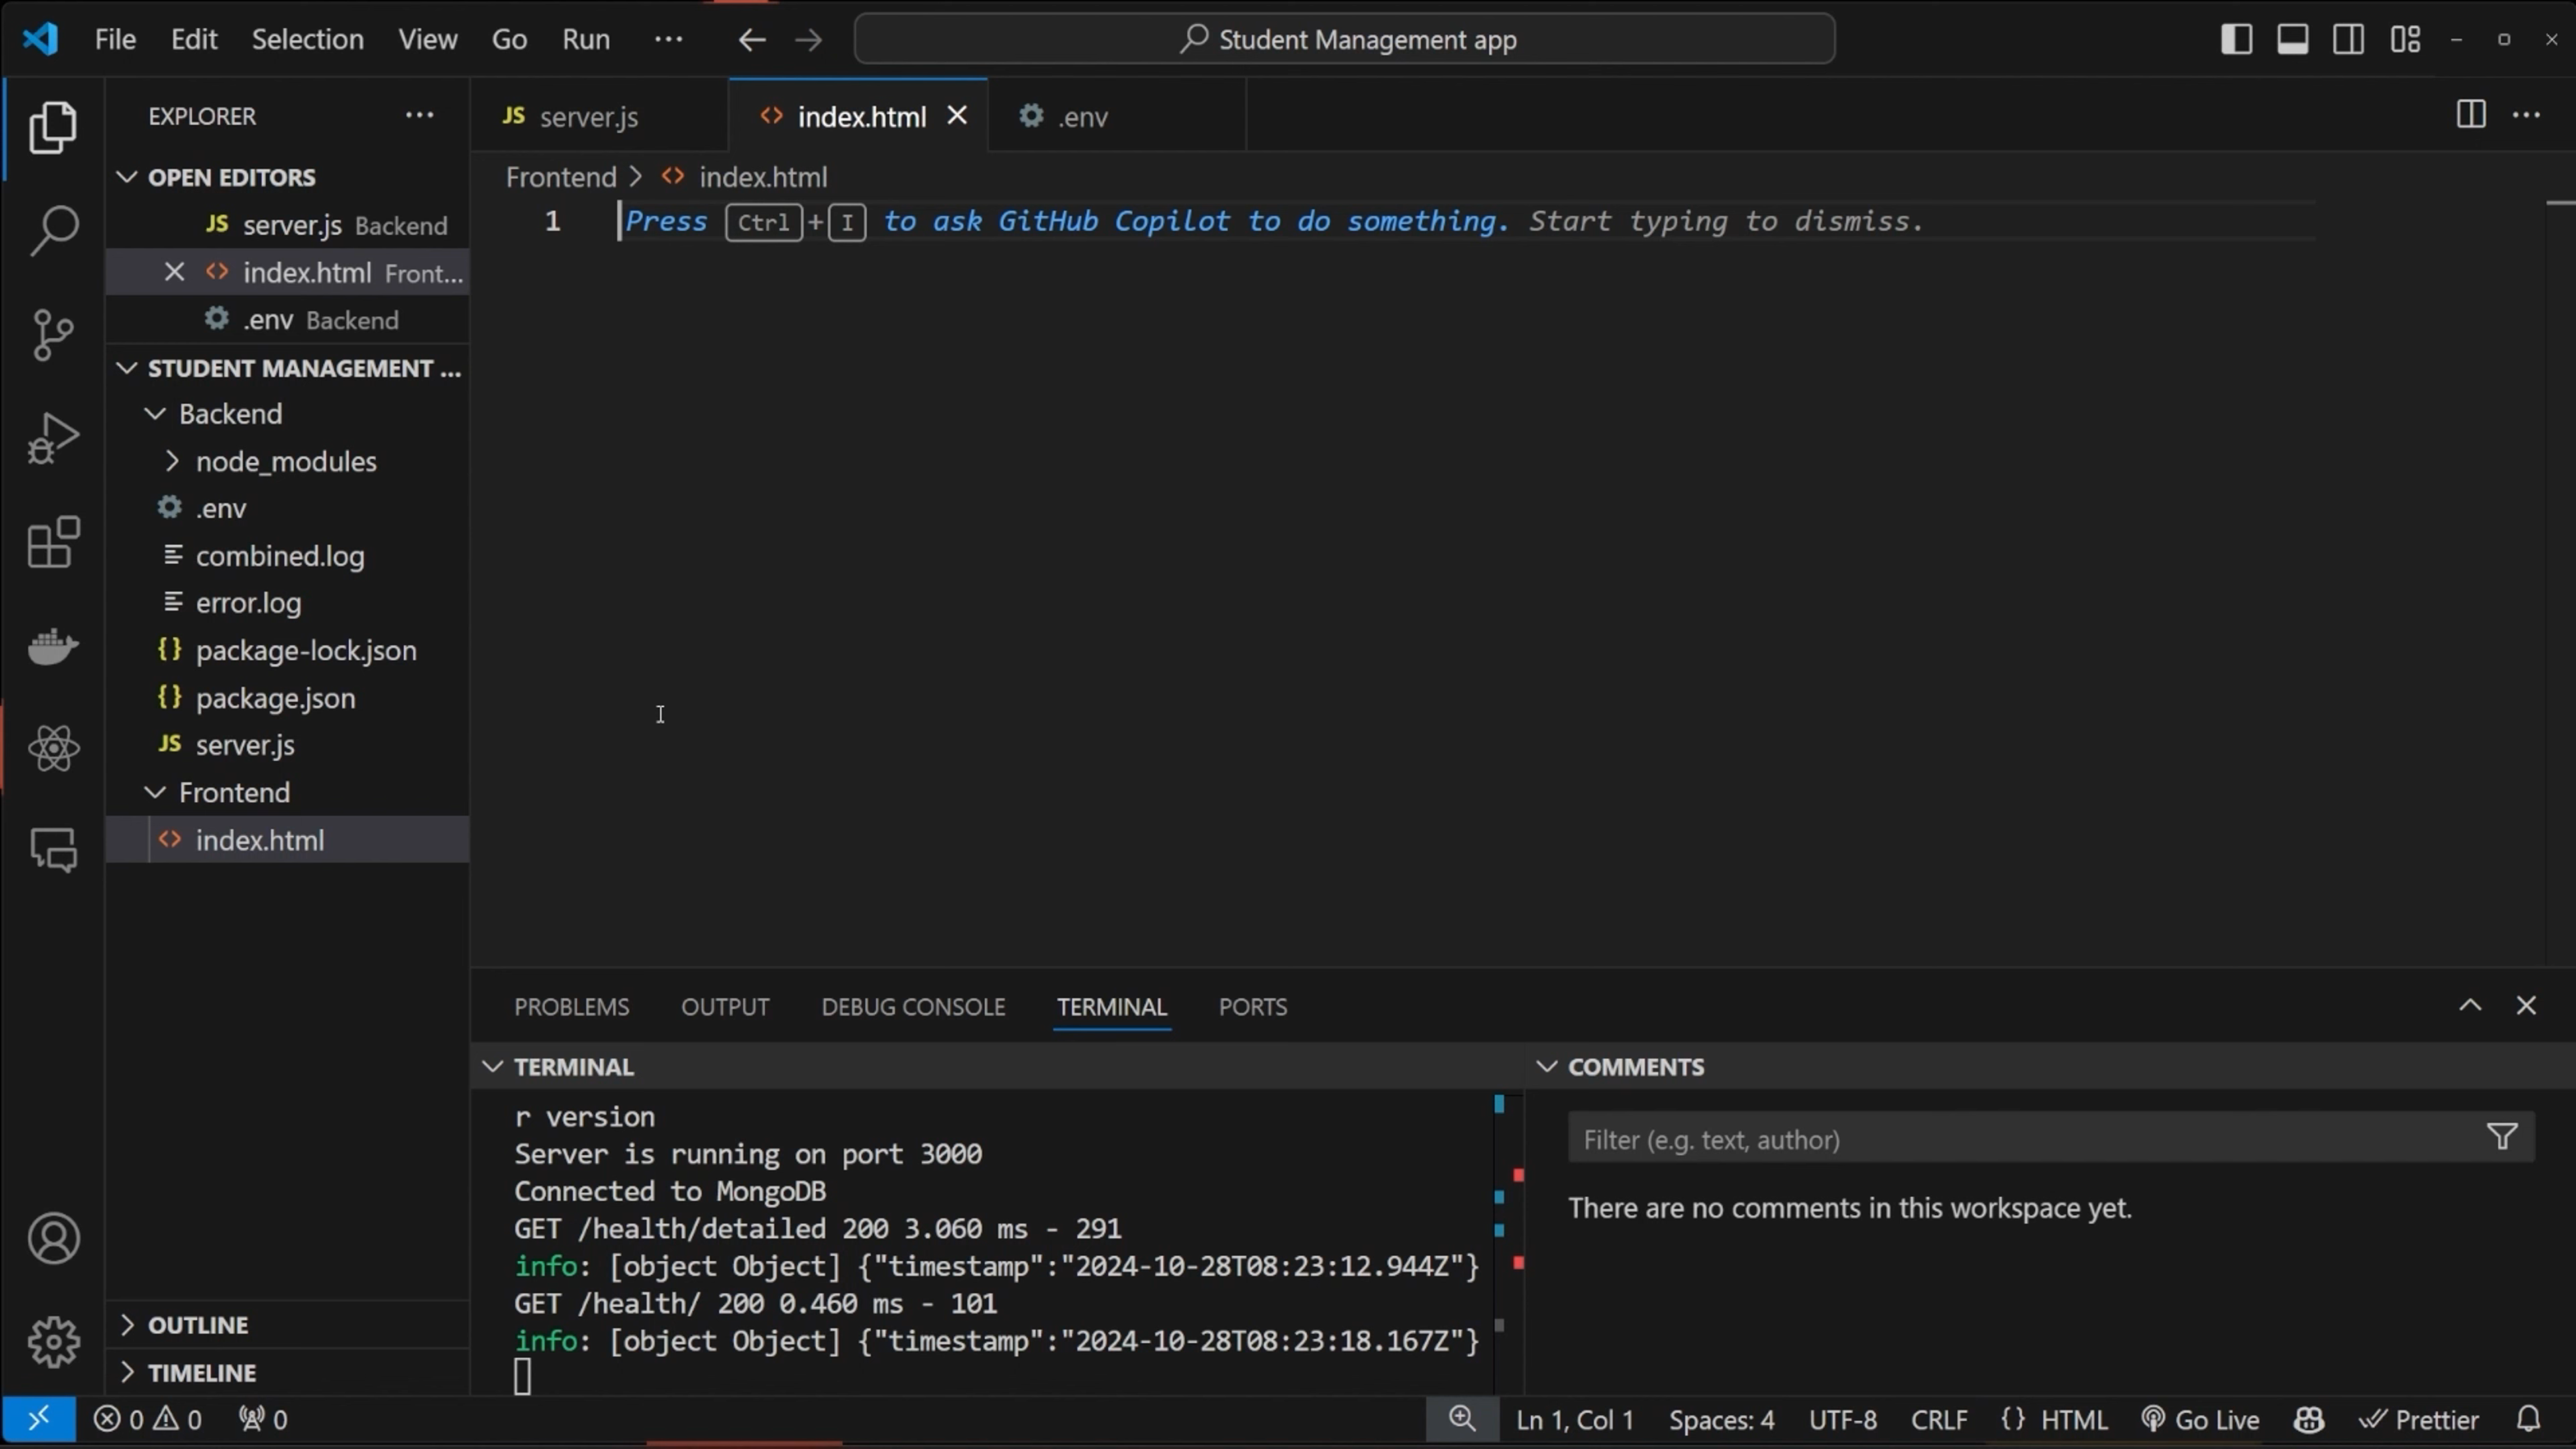 File Edit Selection View Go Run ··· Student Management app
EXPLORER ···
OPEN EDITORS
JS server.js Backend
index.html Front...
.env Backend
STUDENT MANAGEMENT ...
Backend
node_modules
.env
combined.log
error.log
{} package-lock.json
{} package.json
JS server.js
Frontend
<> index.html
OUTLINE
TIMELINE
JS server.js <> index.html .env ···
Frontend > <> index.html
1 Press Ctrl+I to ask GitHub Copilot to do something. Start typing to dismiss.
PROBLEMS OUTPUT DEBUG CONSOLE TERMINAL PORTS
TERMINAL
r version
Server is running on port 3000
Connected to MongoDB
GET /health/detailed 200 3.060 ms - 291
info: [object Object] {"timestamp":"2024-10-28T08:23:12.944Z"}
GET /health/ 200 0.460 ms - 101
info: [object Object] {"timestamp":"2024-10-28T08:23:18.167Z"}
COMMENTS
Filter (e.g. text, author)
There are no comments in this workspace yet.
0 0 0 Ln 1, Col 1 Spaces: 4 UTF-8 CRLF {} HTML Go Live Prettier